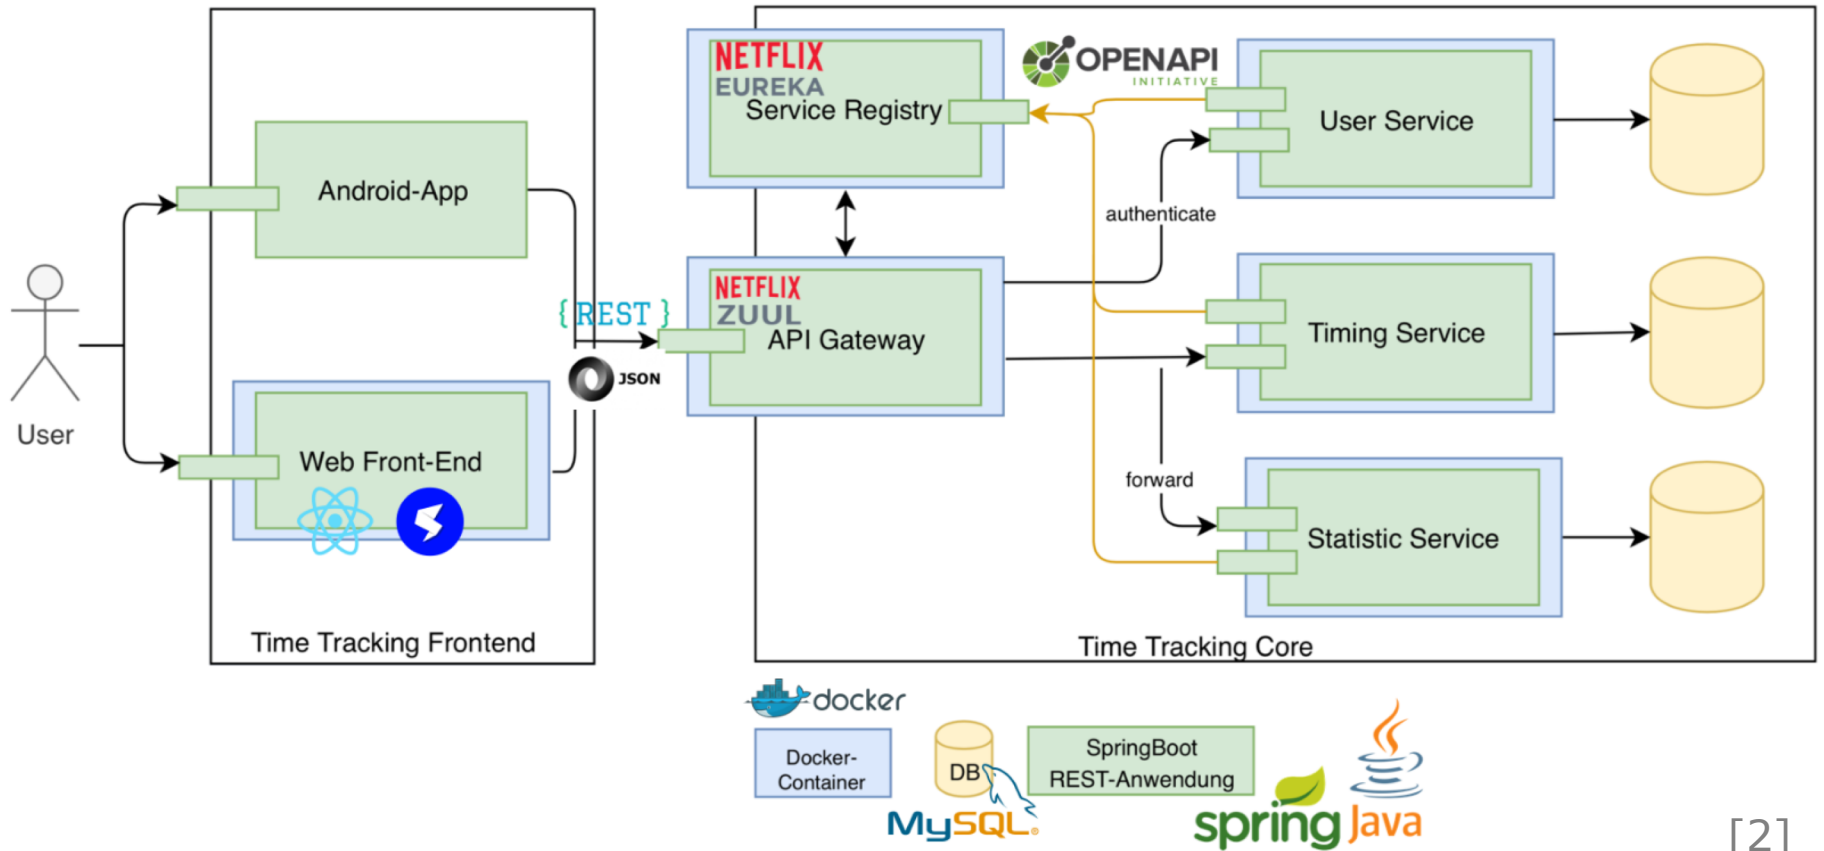 NETFLIX
EUREKA
Service Registry
OPENAPI
INITIATIVE
User Service
Android-App
authenticate
{ REST }
NETFLIX
ZUUL
API Gateway
Timing Service
JSON
User
Web Front-End
forward
Statistic Service
Time Tracking Frontend
Time Tracking Core
docker
Docker-
Container
DB
MySQL
SpringBoot
REST-Anwendung
spring
Java
[2]